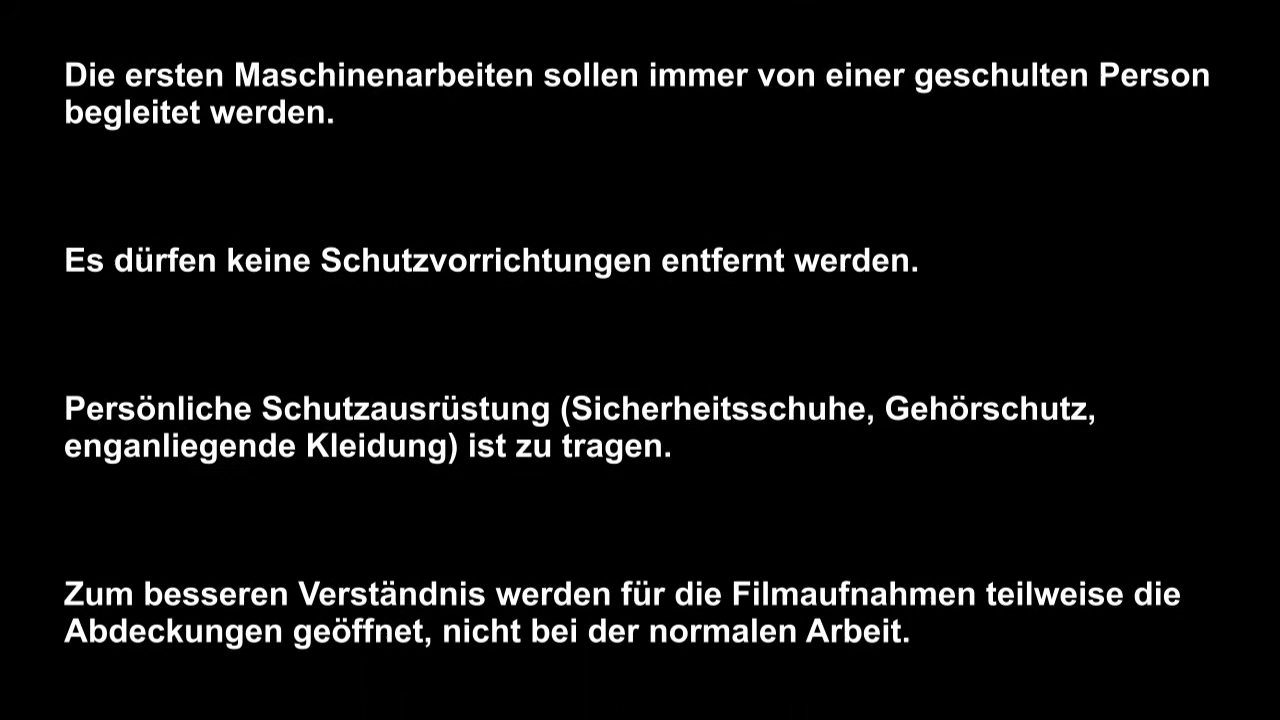 Die ersten Maschinenarbeiten sollen immer von einer geschulten Person
begleitet werden.
Es dürfen keine Schutzvorrichtungen entfernt werden.
Persönliche Schutzausrüstung (Sicherheitsschuhe, Gehörschutz,
enganliegende Kleidung) ist zu tragen.
Zum besseren Verständnis werden für die Filmaufnahmen teilweise die
Abdeckungen geöffnet, nicht bei der normalen Arbeit.